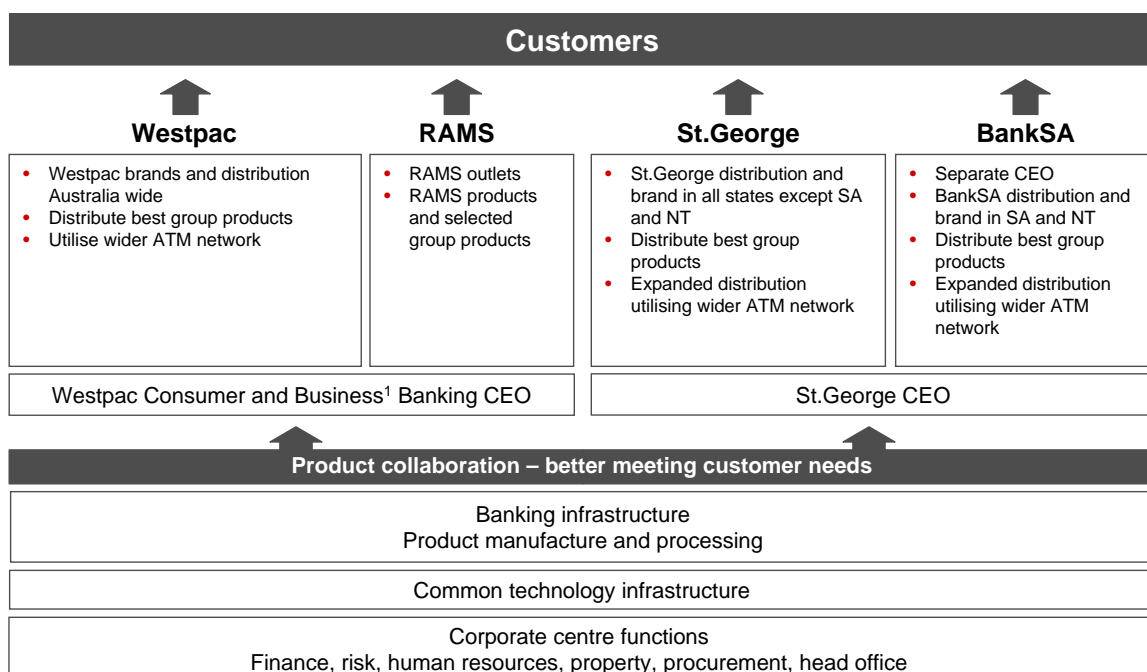 Customers
Westpac
• Westpac brands and distribution
Australia wide
• Distribute best group products
• Utilise wider ATM network
RAMS
• RAMS outlets
• RAMS products
and selected
group products
St.George
• St.George distribution and
brand in all states except SA
and NT
• Distribute best group
products
• Expanded distribution
utilising wider ATM network
BankSA
• Separate CEO
• BankSA distribution and
brand in SA and NT
• Distribute best group
products
• Expanded distribution
utilising wider ATM
network
Westpac Consumer and Business¹ Banking CEO
St.George CEO
Product collaboration – better meeting customer needs
Banking infrastructure
Product manufacture and processing
Common technology infrastructure
Corporate centre functions
Finance, risk, human resources, property, procurement, head office